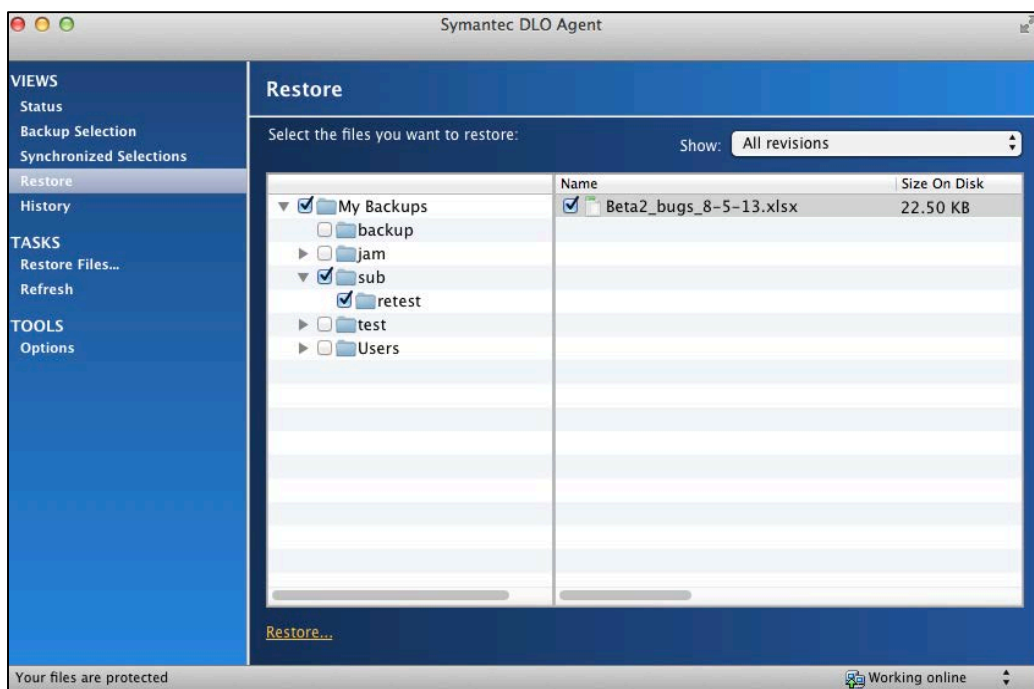 Symantec DLO Agent
VIEWS
Status
Backup Selection
Synchronized Selections
Restore
History
TASKS
Restore Files...
Refresh
TOOLS
Options
Restore
Select the files you want to restore:
Show: All revisions
Name Size On Disk
My Backups
backup
jam
sub
retest
test
Users
Beta2_bugs_8-5-13.xlsx 22.50 KB
Restore...
Your files are protected
Working online